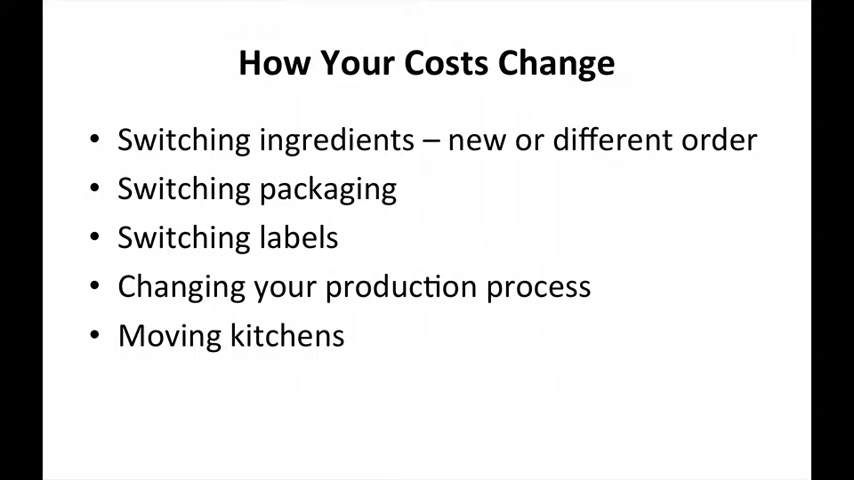 How Your Costs Change
• Switching ingredients – new or different order
• Switching packaging
• Switching labels
• Changing your production process
• Moving kitchens